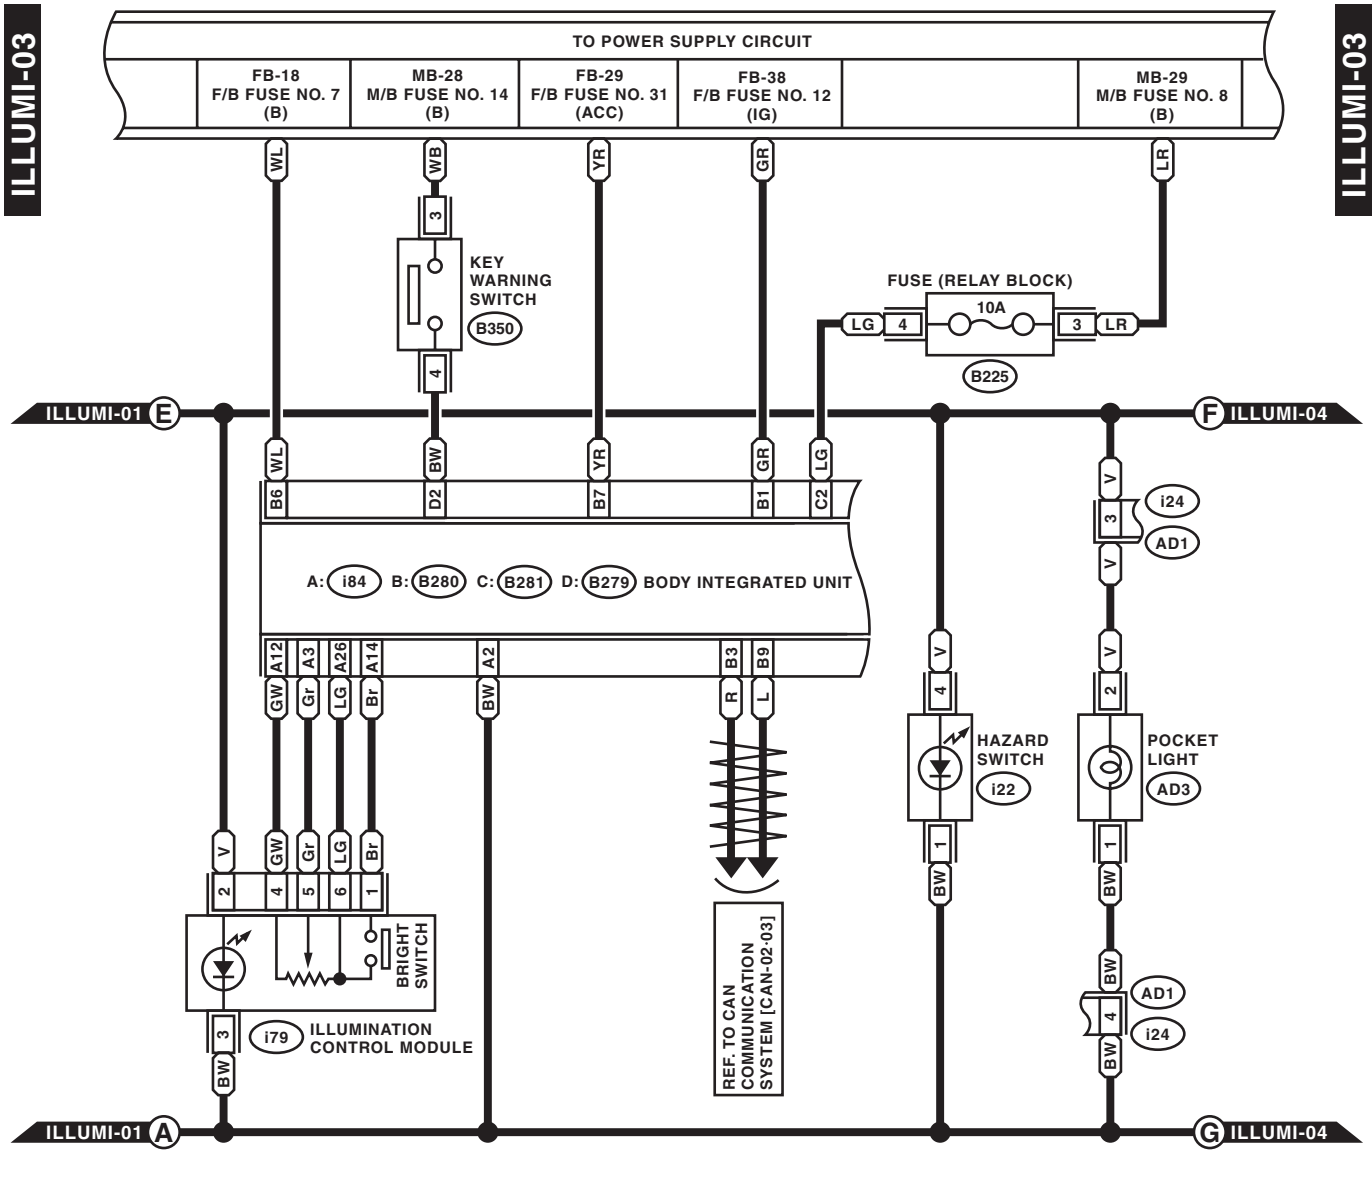 ILLUMI-03
ILLUMI-03
TO POWER SUPPLY CIRCUIT
FB-18
F/B FUSE NO. 7
(B)
MB-28
M/B FUSE NO. 14
(B)
FB-29
F/B FUSE NO. 31
(ACC)
FB-38
F/B FUSE NO. 12
(IG)
MB-29
M/B FUSE NO. 8
(B)
WL
WB
YR
GR
LR
3
KEY
WARNING
SWITCH
B350
4
FUSE (RELAY BLOCK)
10A
LG
4
3
LR
B225
ILLUMI-01
E
F
ILLUMI-04
WL
BW
YR
GR
LG
B6
D2
B7
B1
C2
A:
i84
B:
B280
C:
B281
D:
B279
BODY INTEGRATED UNIT
A12
A3
A26
A14
A2
B3
B9
GW
Gr
LG
Br
BW
R
L
V
3
i24
AD1
V
V
V
4
2
HAZARD
SWITCH
i22
POCKET
LIGHT
AD3
1
1
BW
BW
V
GW
Gr
LG
Br
2
4
5
6
1
BRIGHT
SWITCH
3
i79
ILLUMINATION
CONTROL MODULE
BW
REF. TO CAN
COMMUNICATION
SYSTEM [CAN-02·03]
BW
AD1
4
i24
BW
ILLUMI-01
A
G
ILLUMI-04